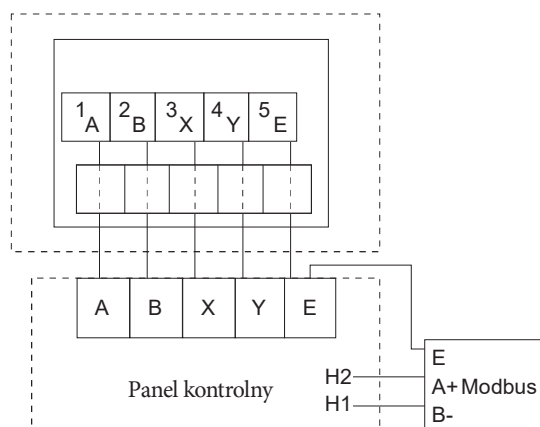 1A 2B 3X 4Y 5E
A B X Y E
Panel kontrolny
E
H2 A+ Modbus
H1 B-